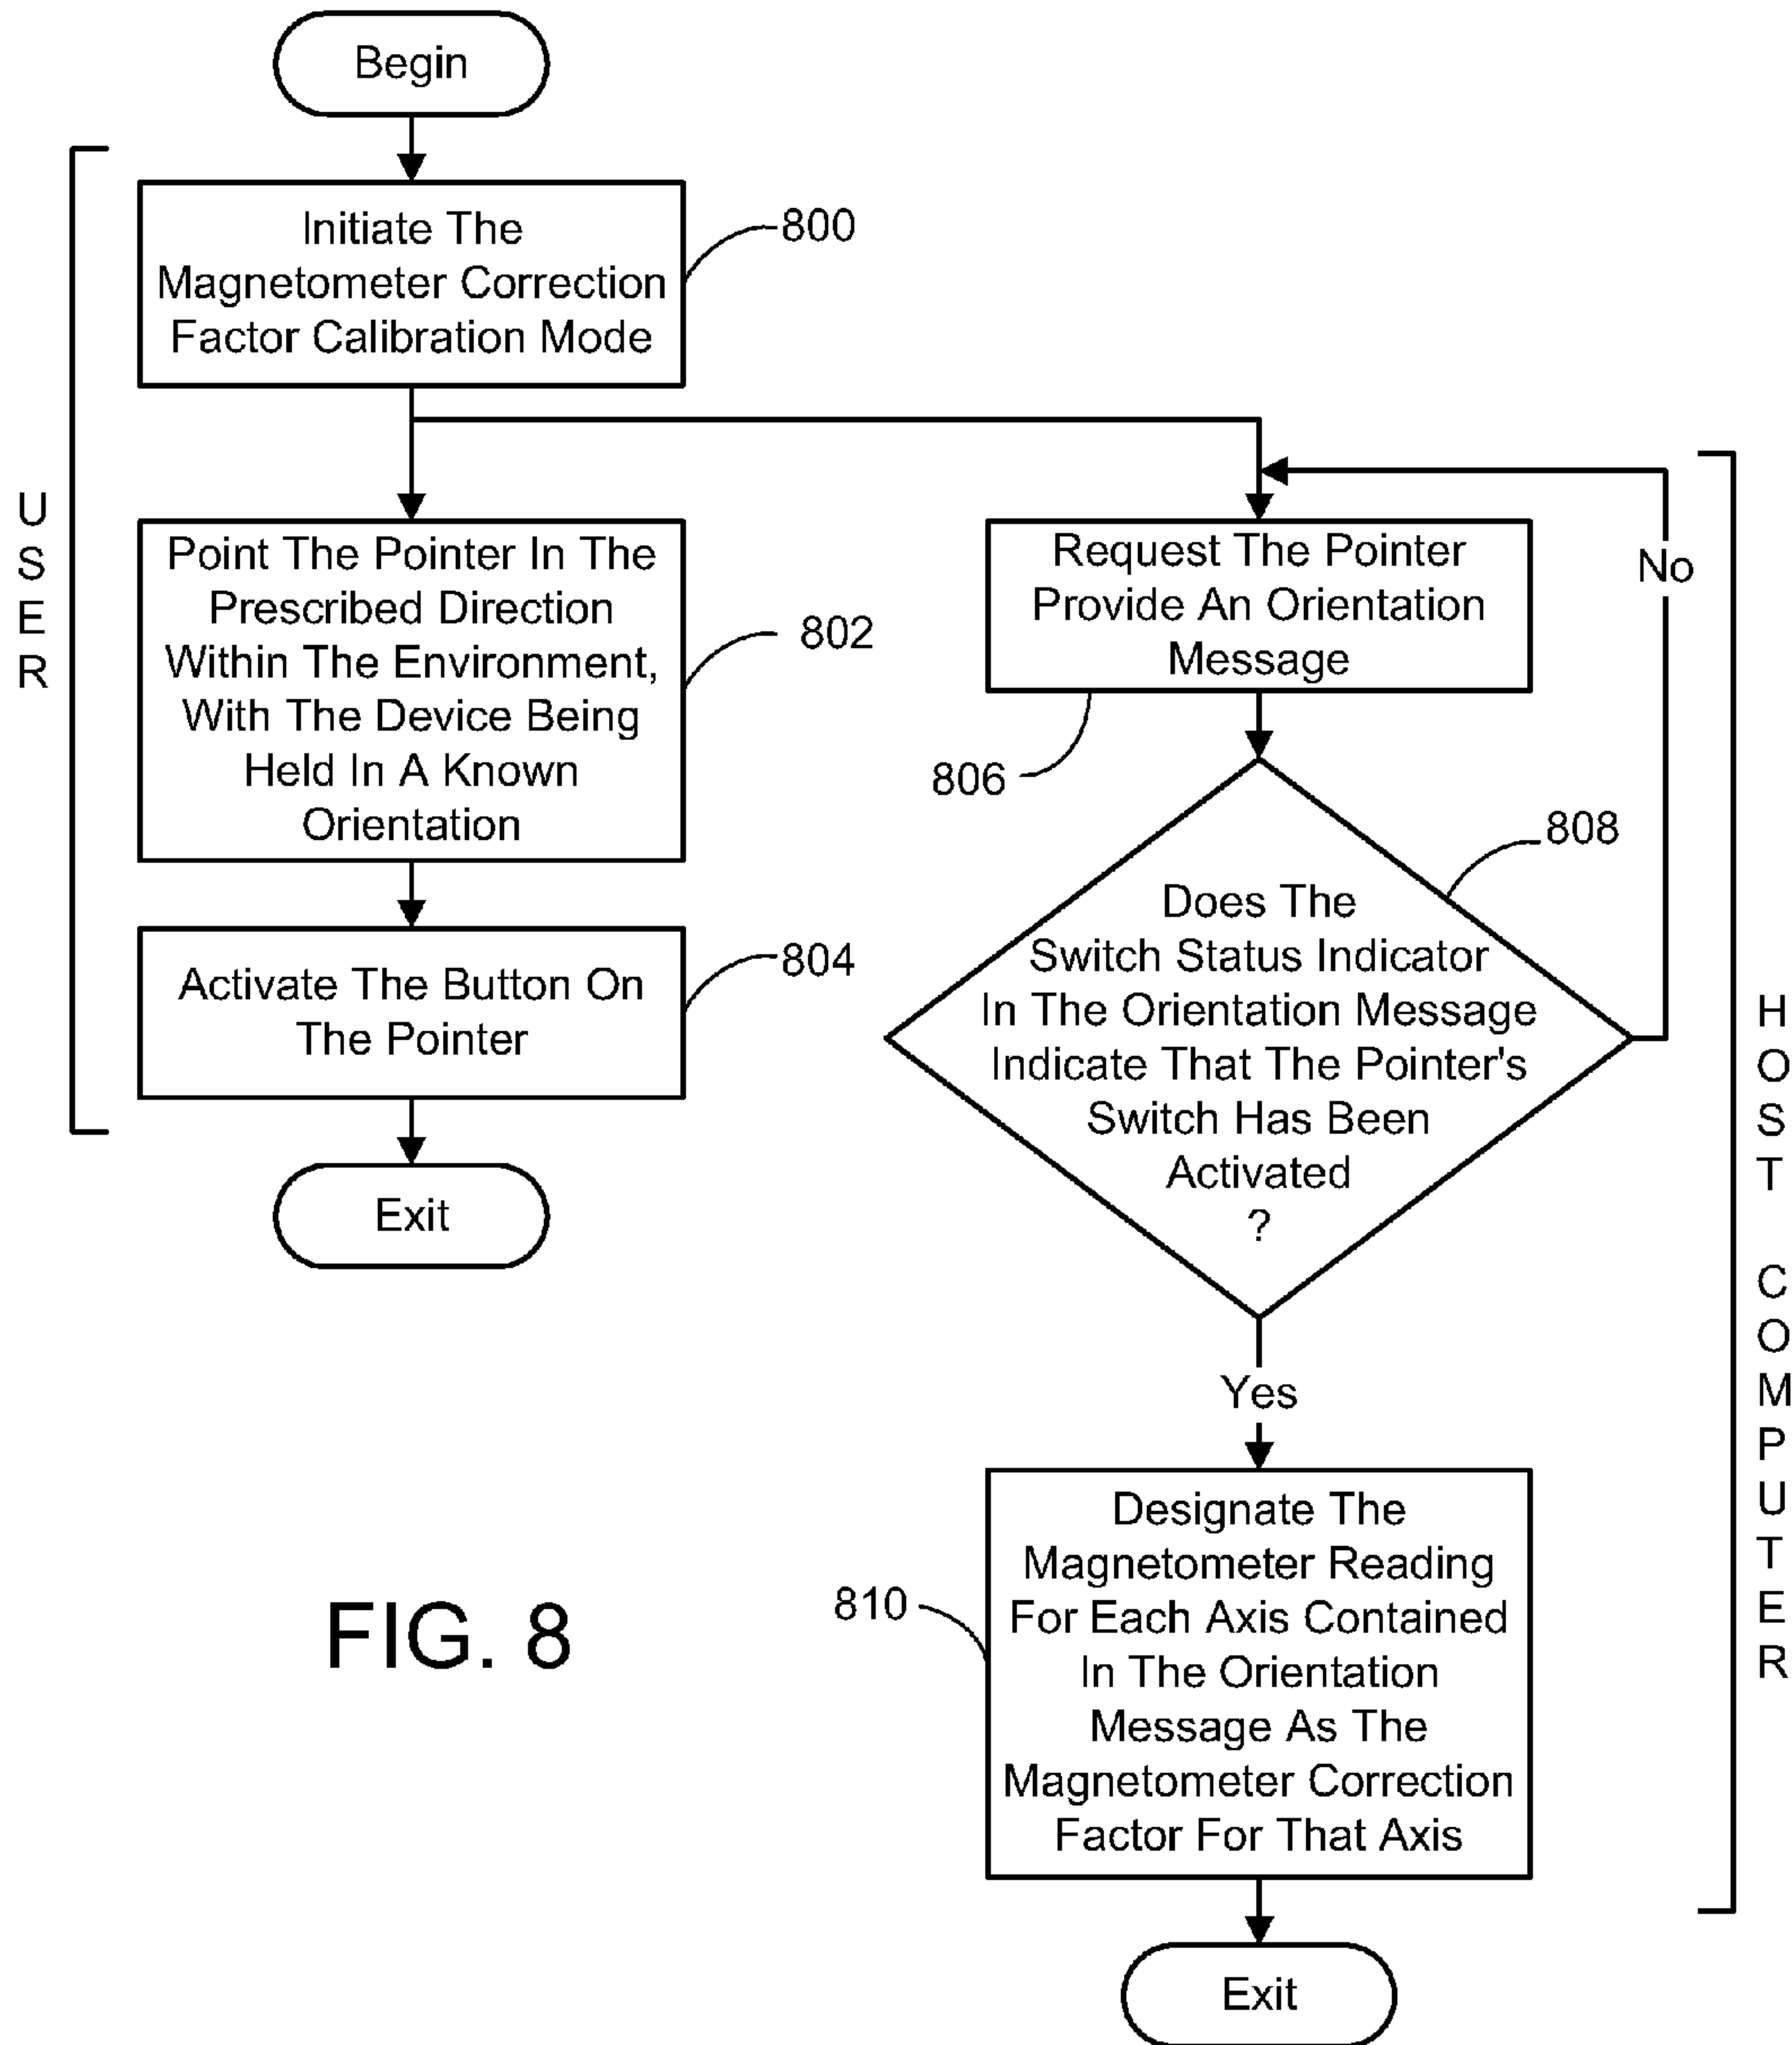 Begin
Initiate The
Magnetometer Correction
Factor Calibration Mode
800
USER
Point The Pointer In The
Prescribed Direction
Within The Environment,
With The Device Being
Held In A Known
Orientation
802
Activate The Button On
The Pointer
804
Exit
Request The Pointer
Provide An Orientation
Message
806
No
Does The
Switch Status Indicator
In The Orientation Message
Indicate That The Pointer's
Switch Has Been
Activated
?
808
Yes
HOST COMPUTER
Designate The
Magnetometer Reading
For Each Axis Contained
In The Orientation
Message As The
Magnetometer Correction
Factor For That Axis
810
Exit
FIG. 8